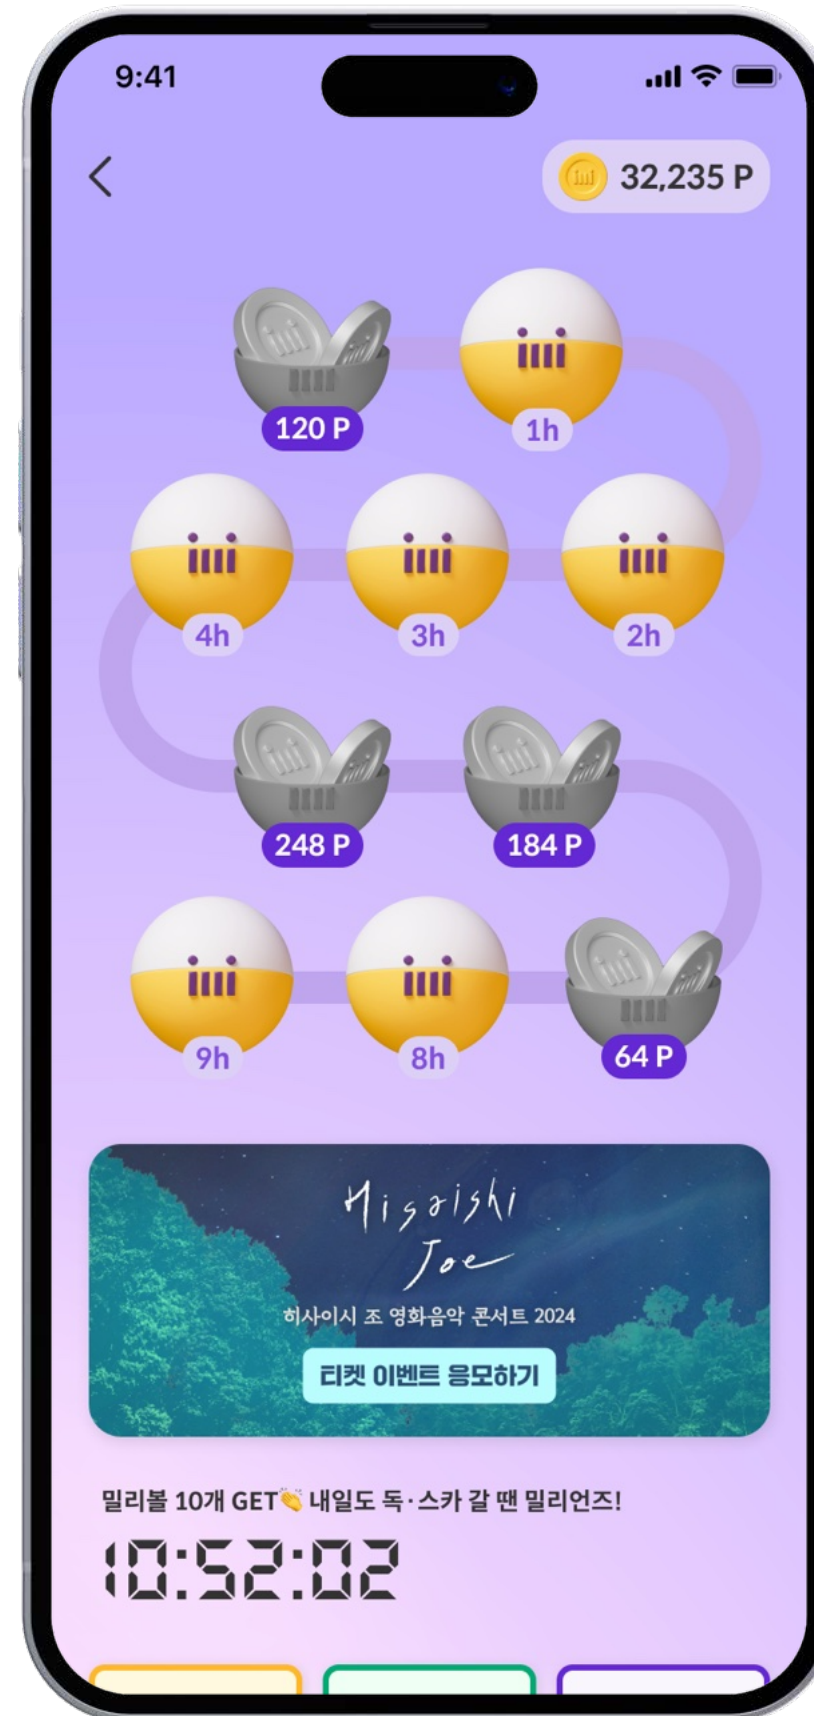 9:41
32,235 P
120 P
1h
4h
3h
2h
248 P
184 P
9h
8h
64 P
Hisaishi
Joe
히사이시 조 영화음악 콘서트 2024
티켓 이벤트 응모하기
밀리볼 10개 GET👏 내일도 독·스카 갈 땐 밀리언즈!
10:52:02